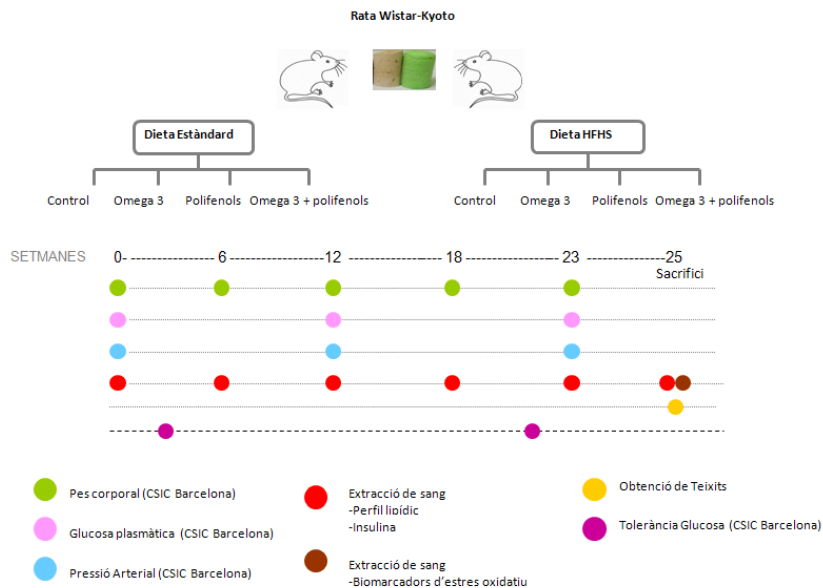 Rata Wistar-Kyoto
Dieta Estàndard
Dieta HFHS
Control Omega 3 Polifenols Omega 3 + polifenols
Control Omega 3 Polifenols Omega 3 + polifenols
SETMANES 0 6 12 18 23 25
Sacrifici
Pes corporal (CSIC Barcelona)
Glucosa plasmàtica (CSIC Barcelona)
Pressió Arterial (CSIC Barcelona)
Extracció de sang
-Perfil lipídic
-Insulina
Extracció de sang
-Biomarcadors d'estres oxidatiu
Obtenció de Teixits
Tolerància Glucosa (CSIC Barcelona)